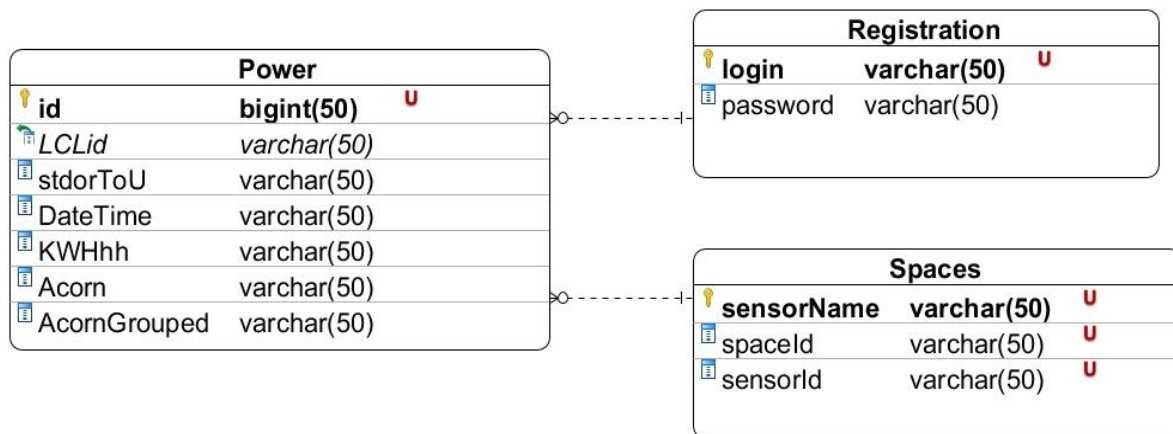 Power
id bigint(50) U
LCLid varchar(50)
stdorToU varchar(50)
DateTime varchar(50)
KWHhh varchar(50)
Acorn varchar(50)
AcornGrouped varchar(50)
Registration
login varchar(50) U
password varchar(50)
Spaces
sensorName varchar(50) U
spaceId varchar(50) U
sensorId varchar(50) U